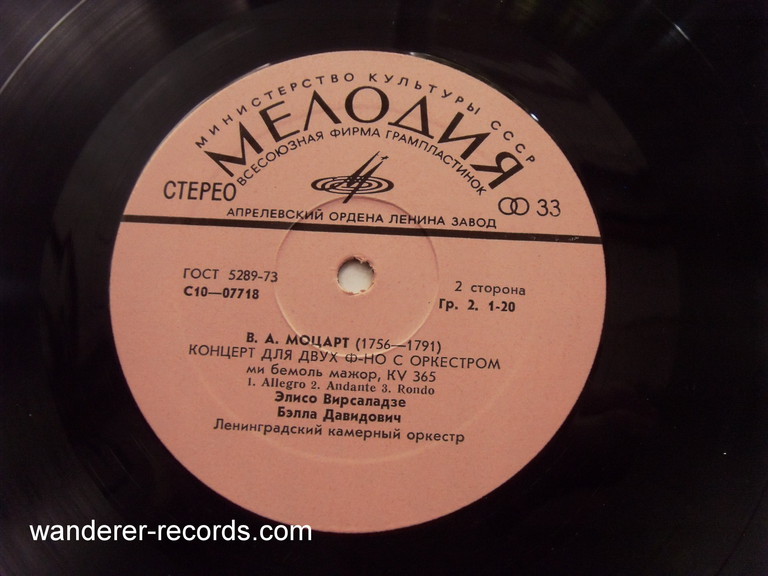 МИНИСТЕРСТВО КУЛЬТУРЫ СССР
МЕЛОДИЯ
ВСЕСОЮЗНАЯ ФИРМА ГРАМПЛАСТИНОК
СТЕРЕО
33
АПРЕЛЕВСКИЙ ОРДЕНА ЛЕНИНА ЗАВОД
ГОСТ 5289-73
2 сторона
С10—07718
Гр. 2. 1-20
В. А. МОЦАРТ (1756—1791)
КОНЦЕРТ ДЛЯ ДВУХ Ф-НО С ОРКЕСТРОМ
ми бемоль мажор, KV 365
1. Allegro 2. Andante 3. Rondo
Элисо Вирсаладзе
Бэлла Давидович
Ленинградский камерный оркестр
wanderer-records.com